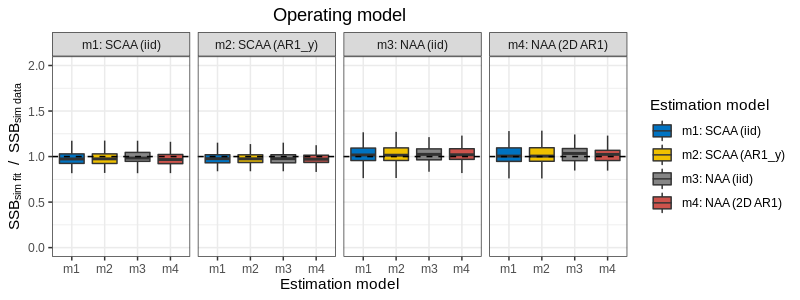 Operating model
m1: SCAA (iid)
m2: SCAA (AR1_y)
m3: NAA (iid)
m4: NAA (2D AR1)
SSBsim fit / SSBsim data
2.0
1.5
1.0
0.5
0.0
m1 m2 m3 m4
m1 m2 m3 m4
m1 m2 m3 m4
m1 m2 m3 m4
Estimation model
Estimation model
m1: SCAA (iid)
m2: SCAA (AR1_y)
m3: NAA (iid)
m4: NAA (2D AR1)